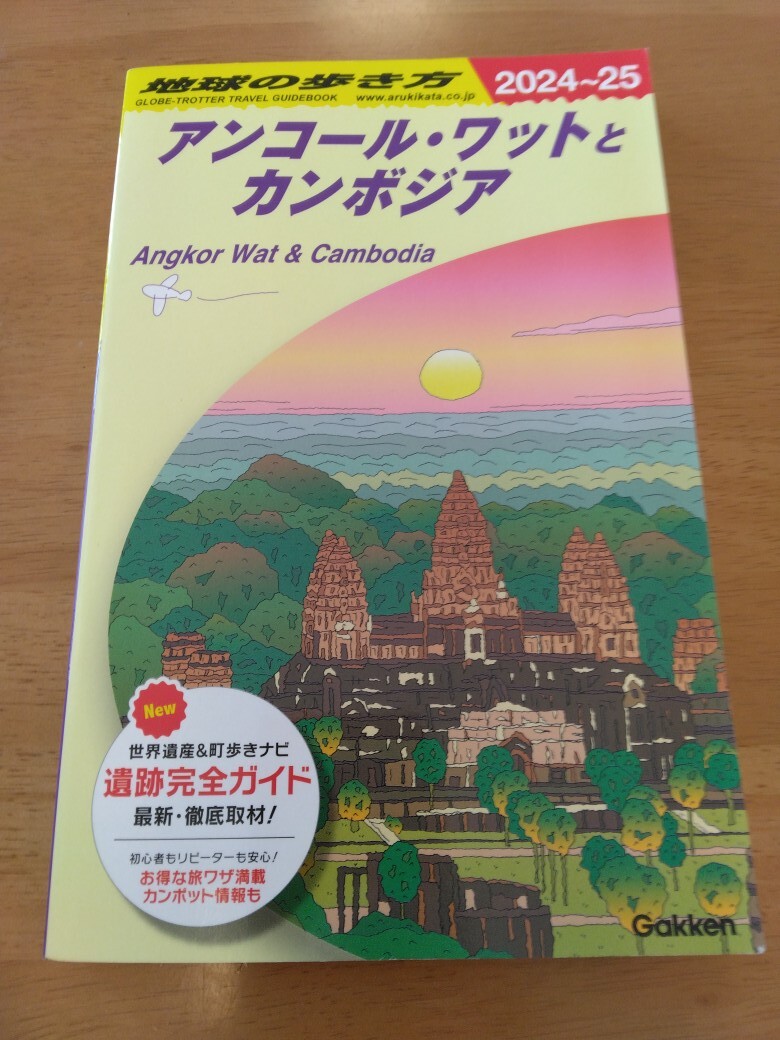 地球の歩き方
2024~25
GLOBE-TROTTER TRAVEL GUIDEBOOK www.arukikata.co.jp
アンコール・ワットと
カンボジア
Angkor Wat & Cambodia
New
世界遺産&町歩きナビ
遺跡完全ガイド
最新・徹底取材!
初心者もリピーターも安心!
お得な旅ワザ満載
カンポット情報も
Gakken